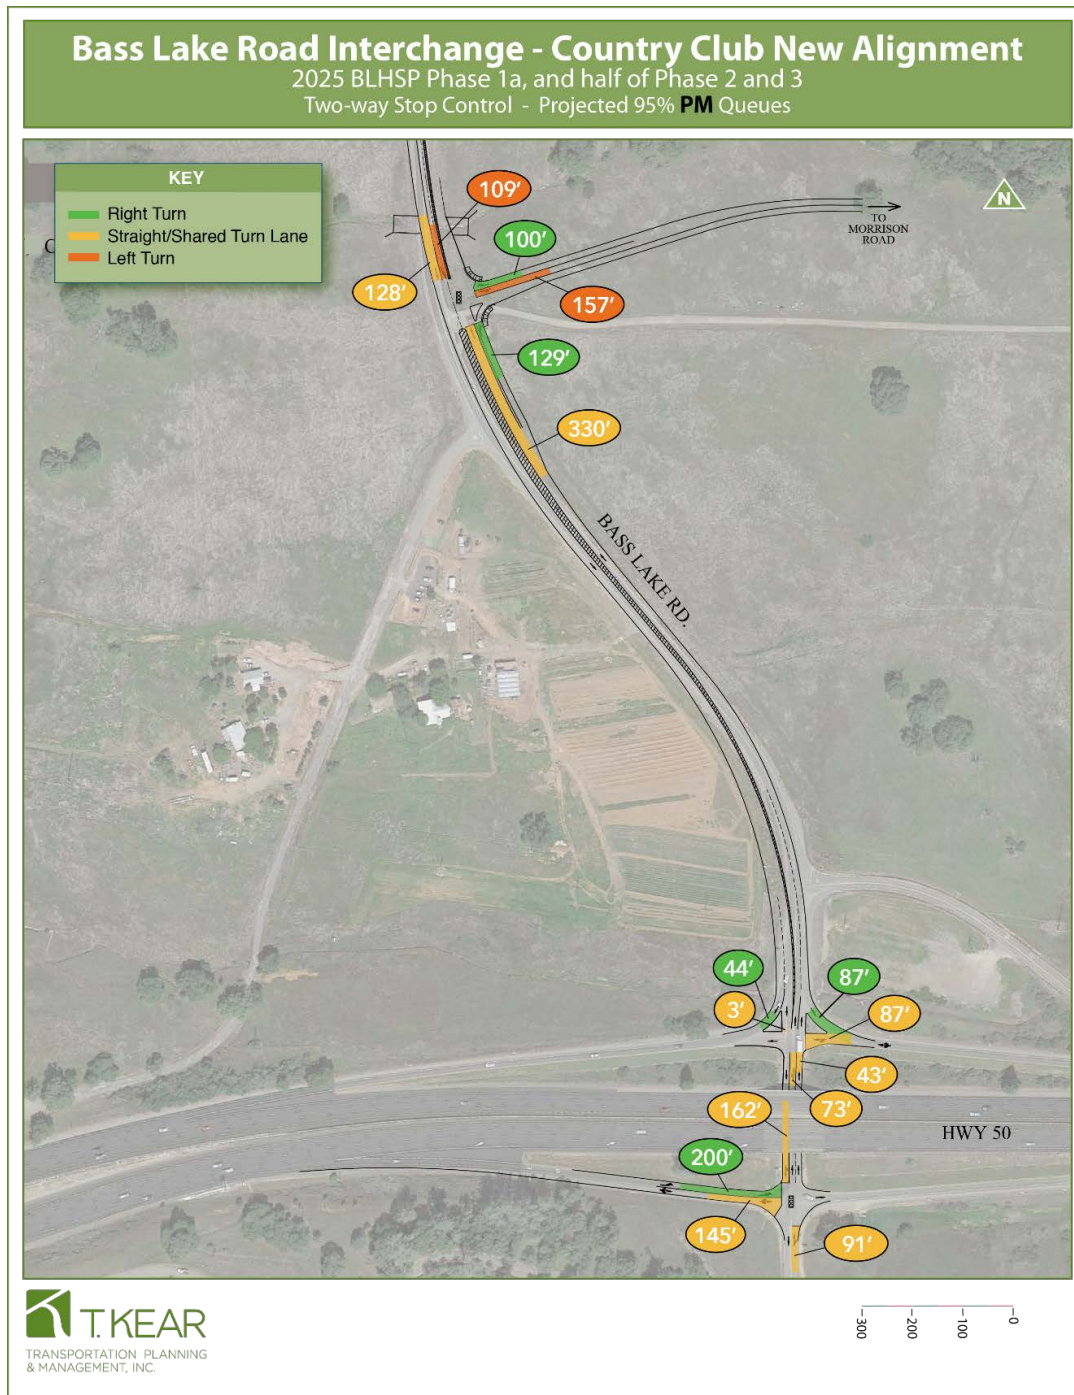 Bass Lake Road Interchange - Country Club New Alignment
2025 BLHSP Phase 1a, and half of Phase 2 and 3
Two-way Stop Control - Projected 95% PM Queues
KEY
Right Turn
Straight/Shared Turn Lane
Left Turn
C
N
109’
100’
TO
MORRISON
ROAD
128’
157’
129’
330’
BASS LAKE RD.
44’
87’
3’
87’
43’
162’
73’
HWY 50
200’
145’
91’
T.KEAR
TRANSPORTATION PLANNING
& MANAGEMENT, INC.
300
200
100
0